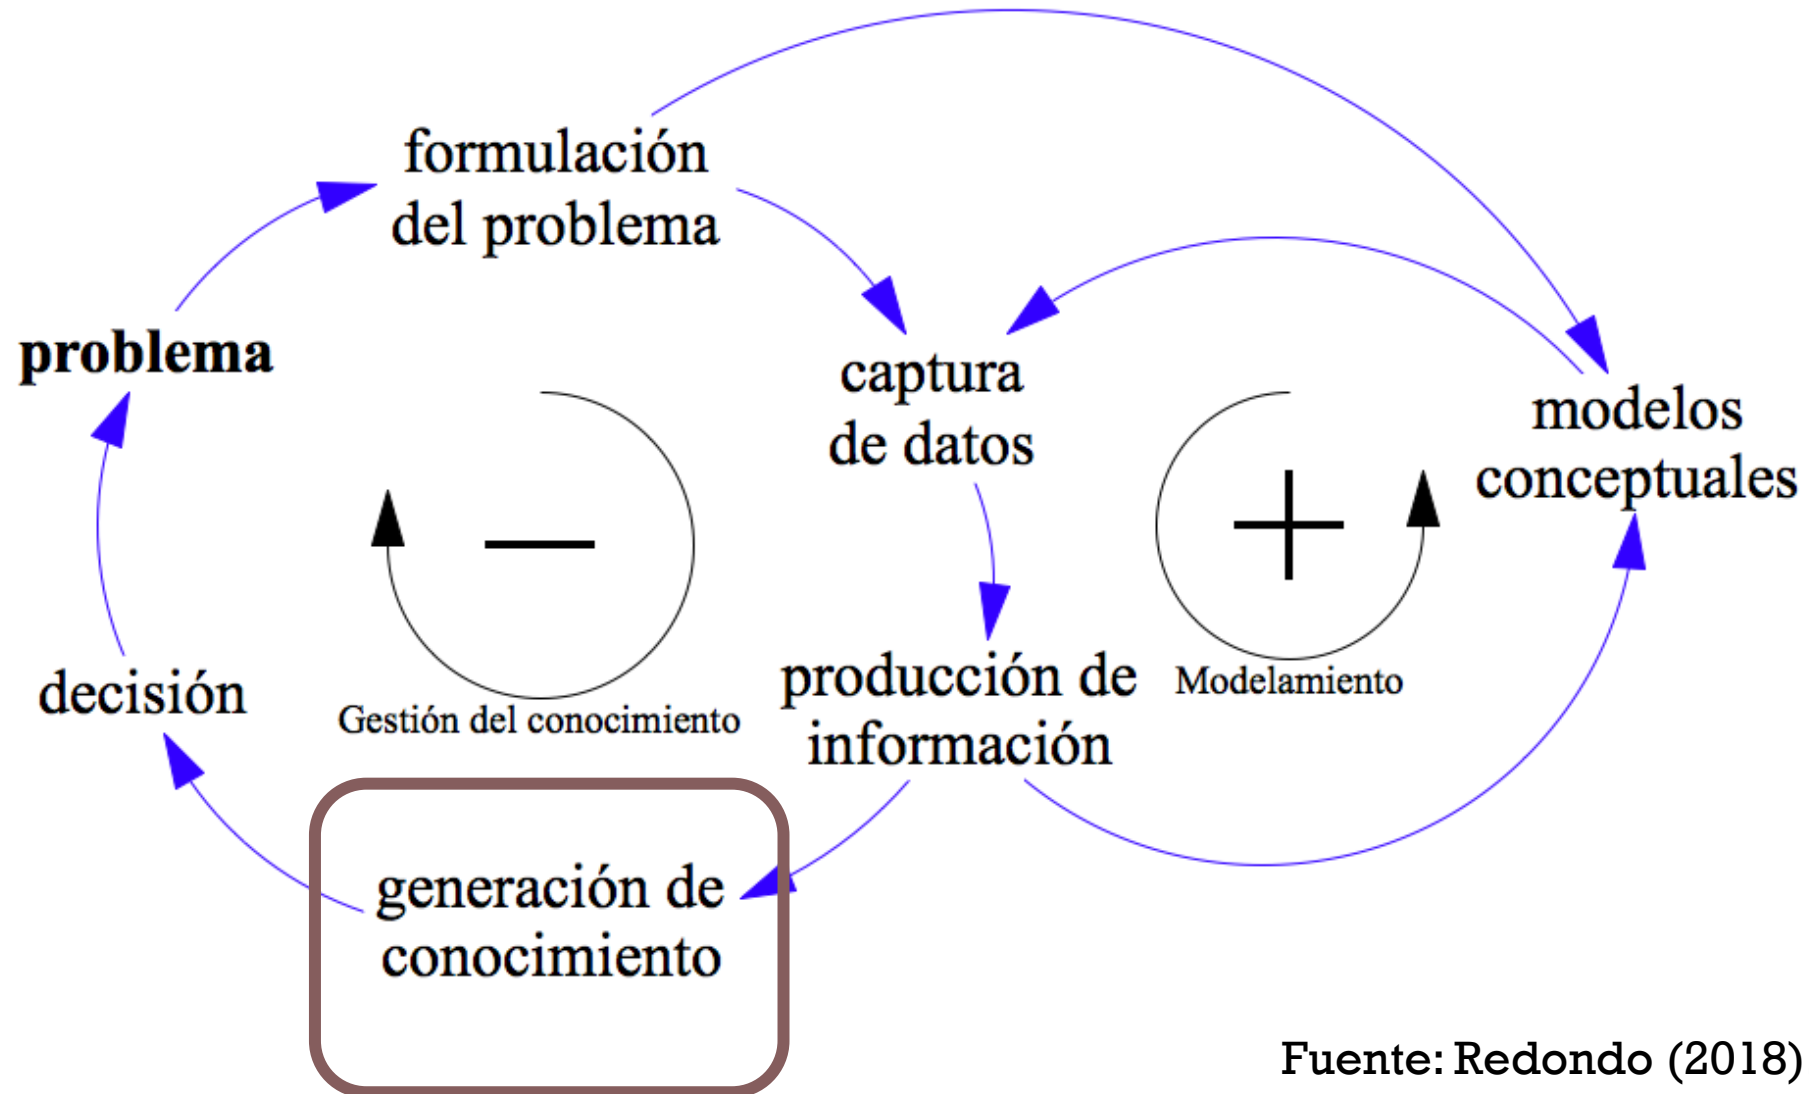 formulación
del problema
problema
captura
de datos
modelos
conceptuales
−
+
decisión
Gestión del conocimiento
producción de
información
Modelamiento
generación de
conocimiento
Fuente: Redondo (2018)